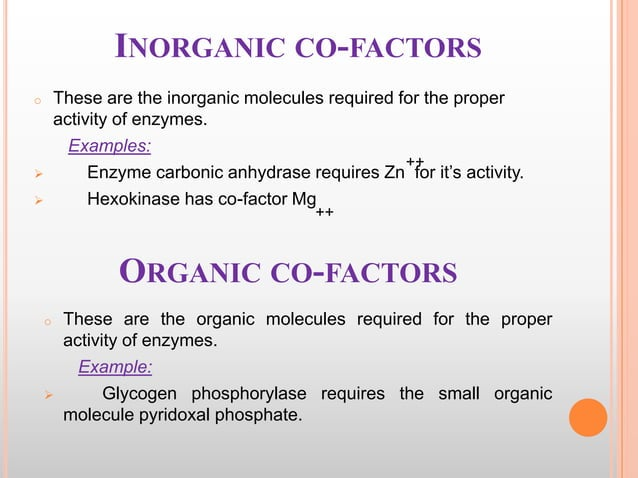 INORGANIC CO-FACTORS
o These are the inorganic molecules required for the proper
activity of enzymes.
Examples:
➢ Enzyme carbonic anhydrase requires Zn++ for it’s activity.
➢ Hexokinase has co-factor Mg++
ORGANIC CO-FACTORS
o These are the organic molecules required for the proper
activity of enzymes.
Example:
➢ Glycogen phosphorylase requires the small organic
molecule pyridoxal phosphate.